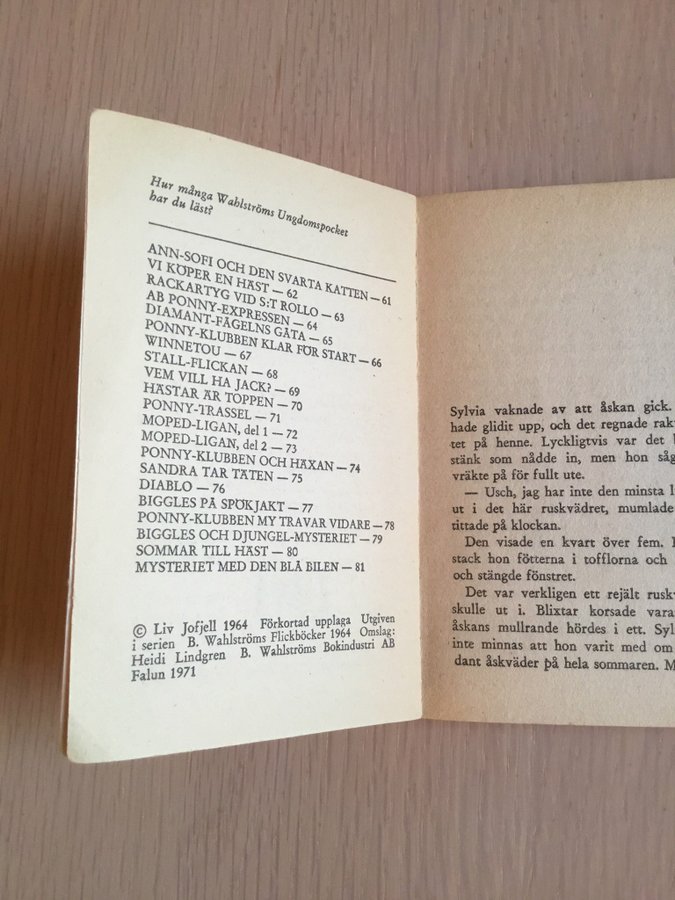 Hur många Wahlströms Ungdomspocket
har du läst?
ANN-SOFI OCH DEN SVARTA KATTEN — 61
VI KÖPER EN HÄST — 62
RACKARTYG VID S:T ROLLO — 63
AB PONNY-EXPRESSEN — 64
DIAMANT-FÅGELNS GÅTA — 65
PONNY-KLUBBEN KLAR FÖR START — 66
WINNETOU — 67
STALL-FLICKAN — 68
VEM VILL HA JACK? — 69
HÄSTAR ÄR TOPPEN — 70
PONNY-TRASSEL — 71
MOPED-LIGAN, del 1 — 72
MOPED-LIGAN, del 2 — 73
PONNY-KLUBBEN OCH HÄXAN — 74
SANDRA TAR TÄTEN — 75
DIABLO — 76
BIGGLES PÅ SPÖKJAKT — 77
PONNY-KLUBBEN MY TRAVAR VIDARE — 78
BIGGLES OCH DJUNGEL-MYSTERIET — 79
SOMMAR TILL HÄST — 80
MYSTERIET MED DEN BLÅ BILEN — 81
© Liv Jofjell 1964 Förkortad upplaga Utgiven
i serien B. Wahlströms Flickböcker 1964 Omslag:
Heidi Lindgren B. Wahlströms Bokindustri AB
Falun 1971
Sylvia vaknade av att åskan gick.
hade glidit upp, och det regnade rak
tet på henne. Lyckligtvis var det
stänk som nådde in, men hon såg
vräkte på för fullt ute.
— Usch, jag har inte den minsta
ut i det här ruskvädret, mumlade
tittade på klockan.
Den visade en kvart över fem.
stack hon fötterna i tofflorna och
och stängde fönstret.
Det var verkligen ett rejält rusk
skulle ut i. Blixtar korsade vara
åskans mullrande hördes i ett. Syl
inte minnas att hon varit med om
dant åskväder på hela sommaren. M